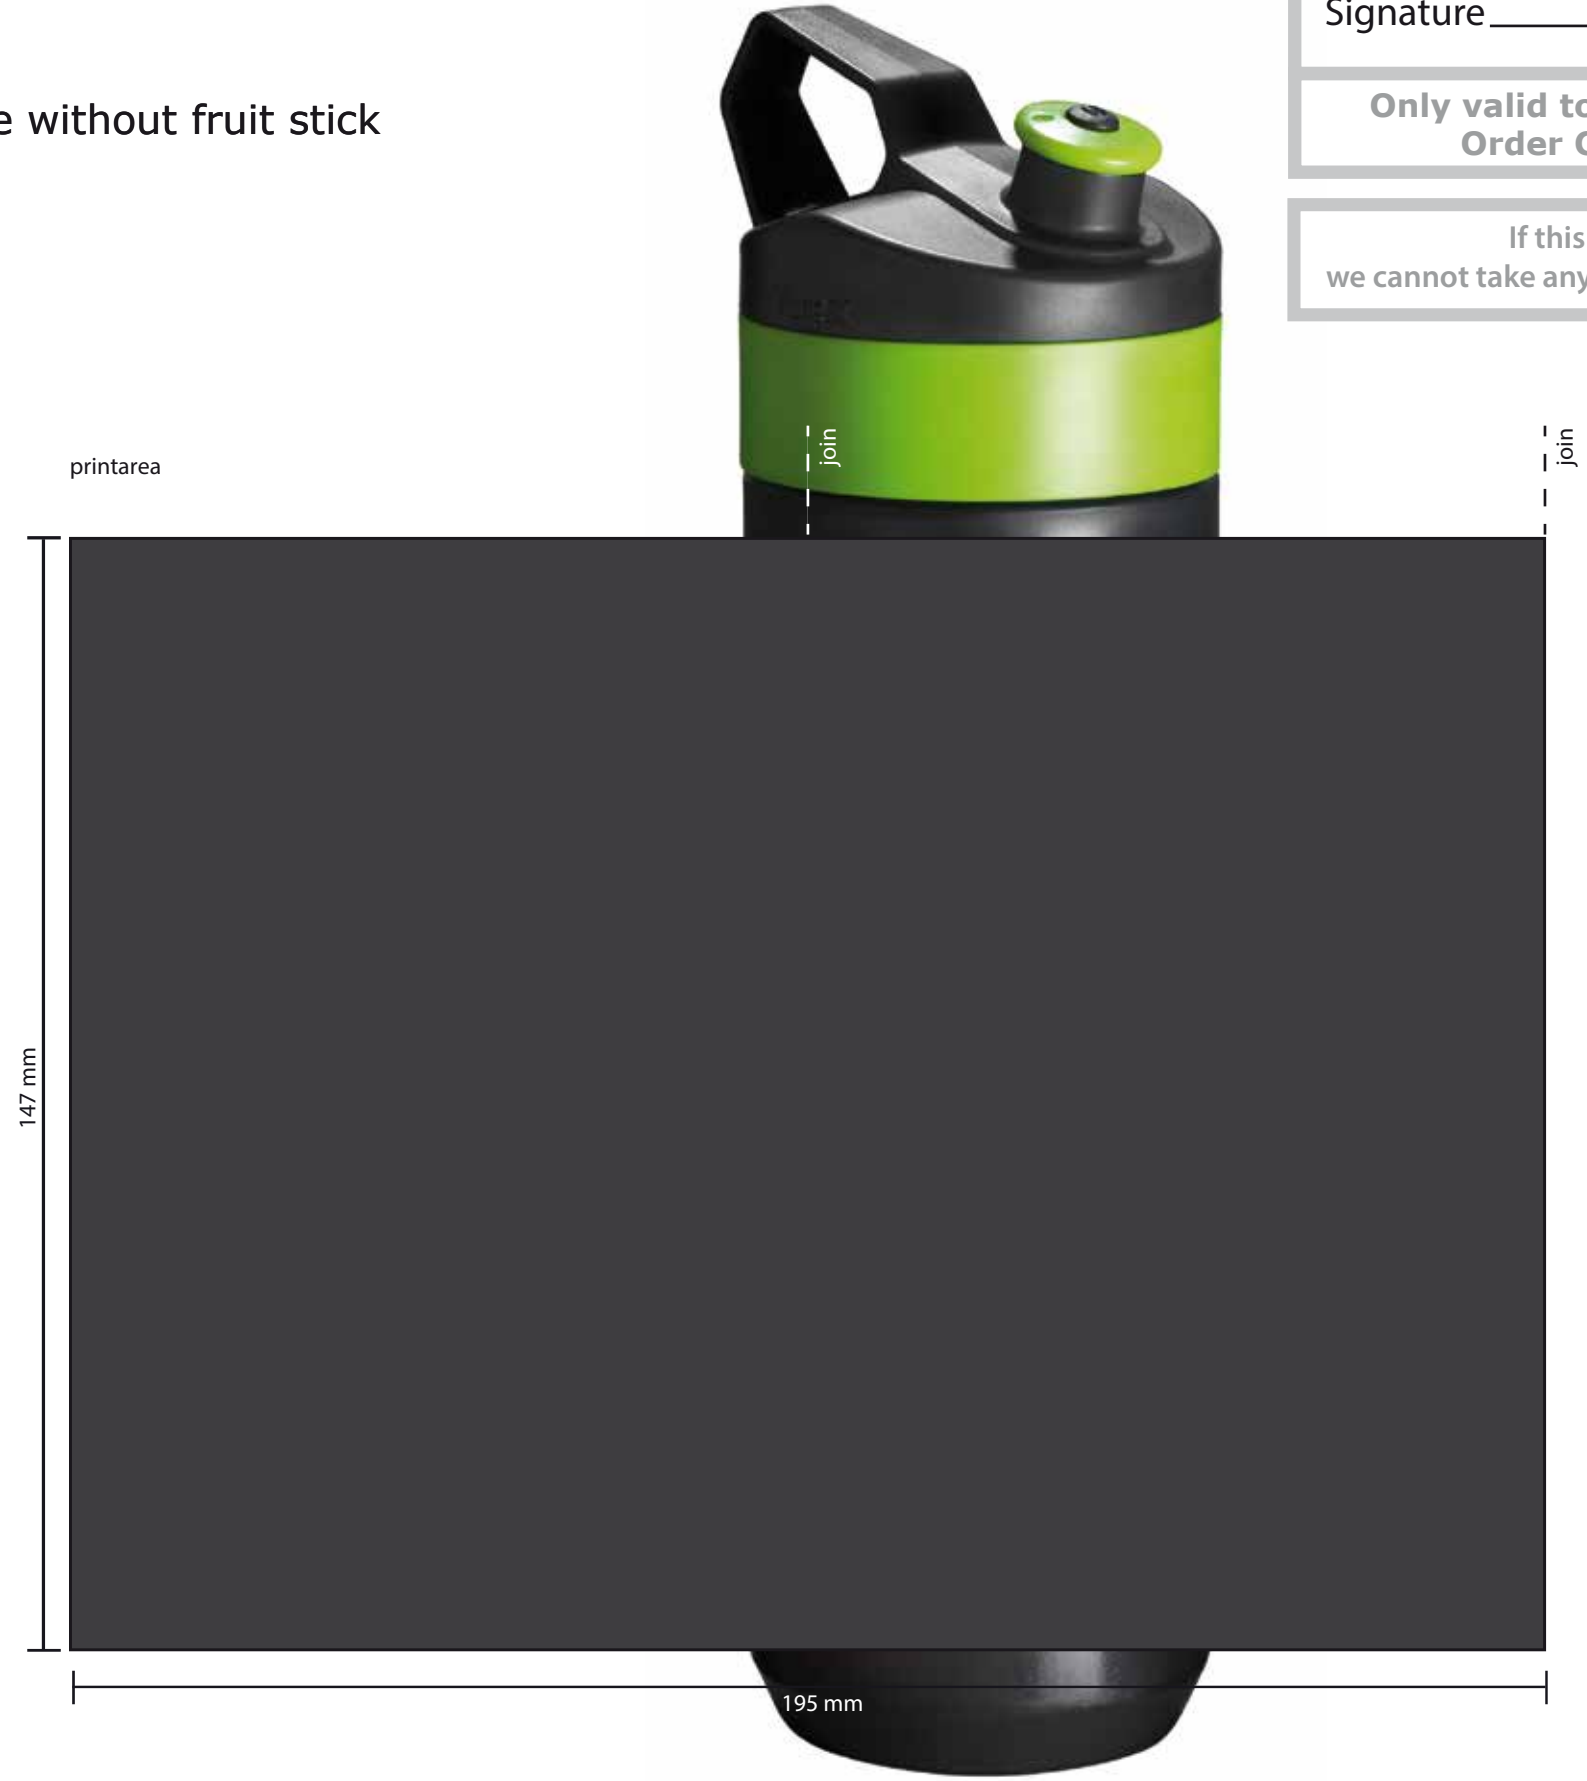 Signature
e without fruit stick
Only valid to
Order
If this
we cannot take any
printarea
join
join
147 mm
195 mm